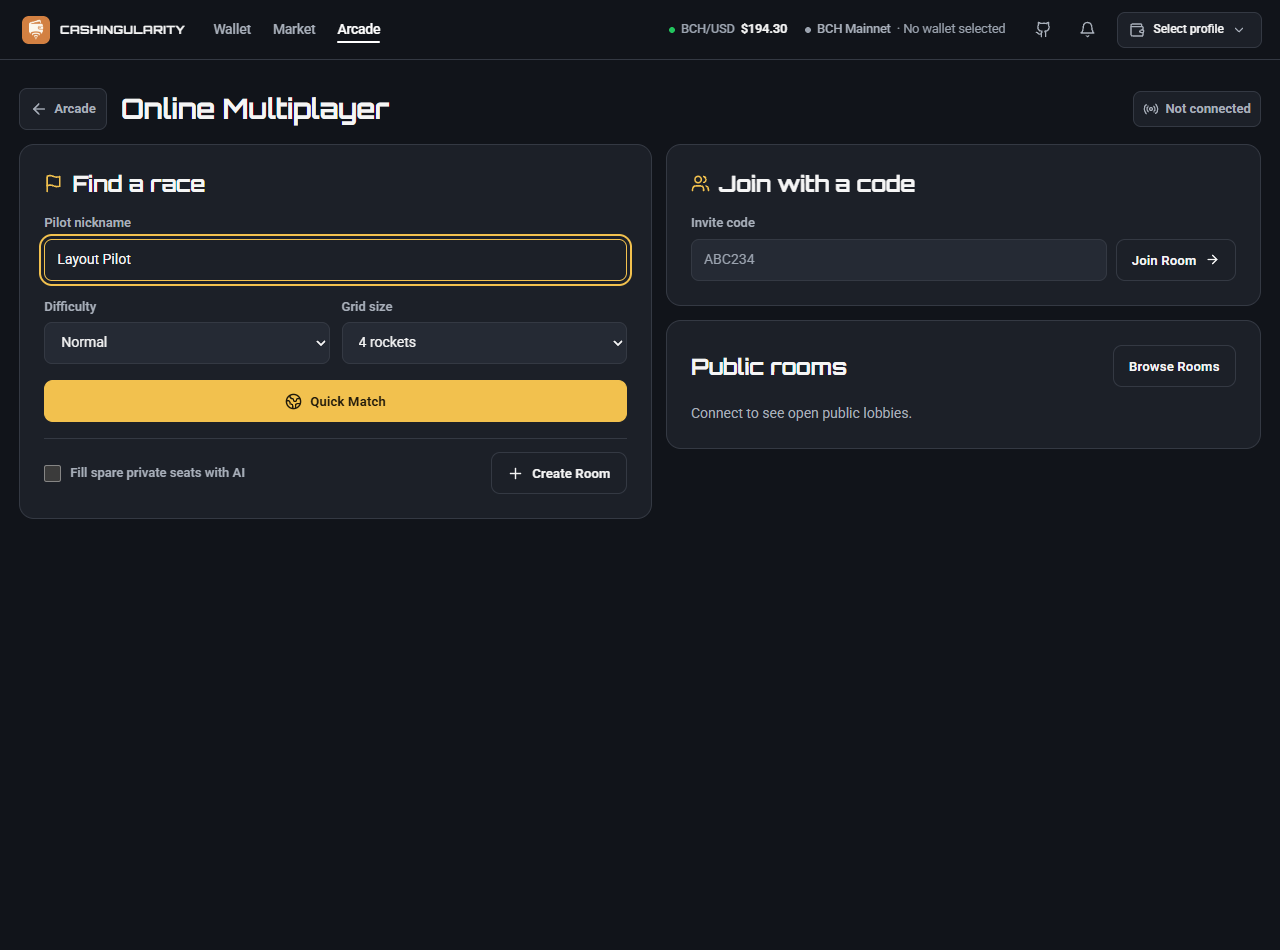 CASHINGULARITY
Wallet
Market
Arcade
BCH/USD $194.30
BCH Mainnet · No wallet selected
Select profile
Arcade
Online Multiplayer
Not connected
Find a race
Pilot nickname
Layout Pilot
Difficulty
Grid size
Normal
4 rockets
Quick Match
Fill spare private seats with AI
Create Room
Join with a code
Invite code
ABC234
Join Room
Public rooms
Browse Rooms
Connect to see open public lobbies.